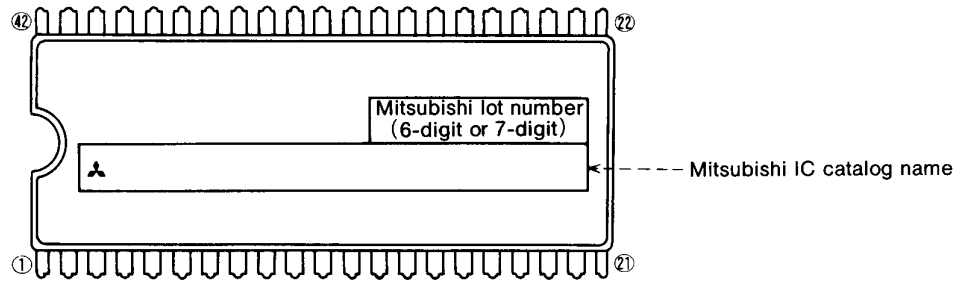 ㊷
㉒
Mitsubishi lot number
(6-digit or 7-digit)
Mitsubishi IC catalog name
①
㉑